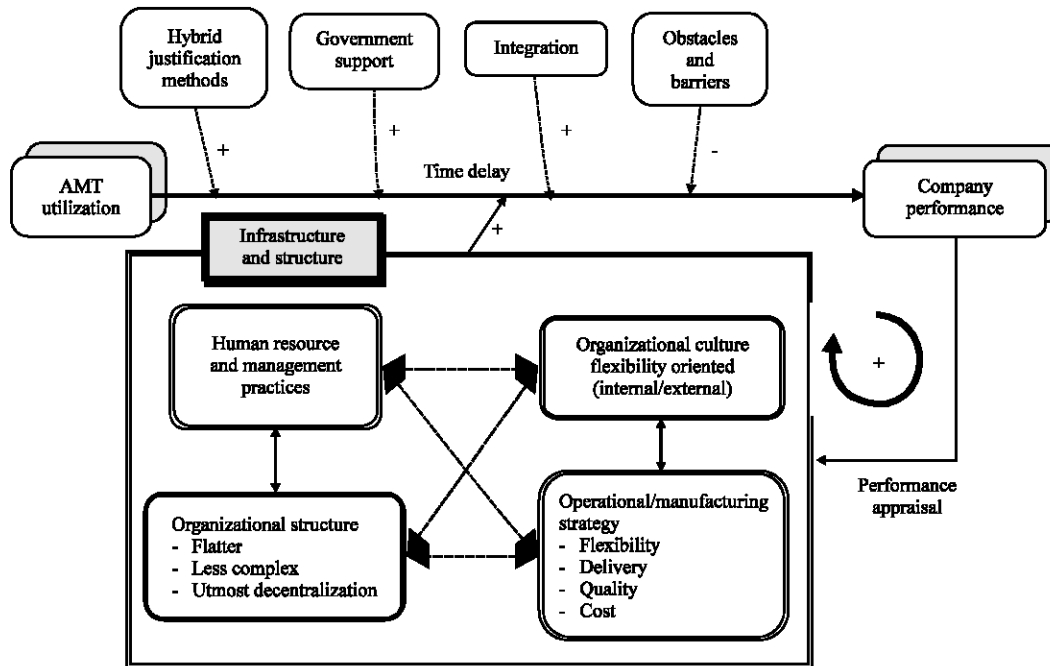 Hybrid
justification
methods
Government
support
Integration
Obstacles
and
barriers
+
+
+
-
AMT
utilization
Time delay
Company
performance
+
Infrastructure
and structure
Human resource
and management
practices
Organizational culture
flexibility oriented
(internal/external)
+
Organizational structure
- Flatter
- Less complex
- Utmost decentralization
Operational/manufacturing
strategy
- Flexibility
- Delivery
- Quality
- Cost
Performance
appraisal